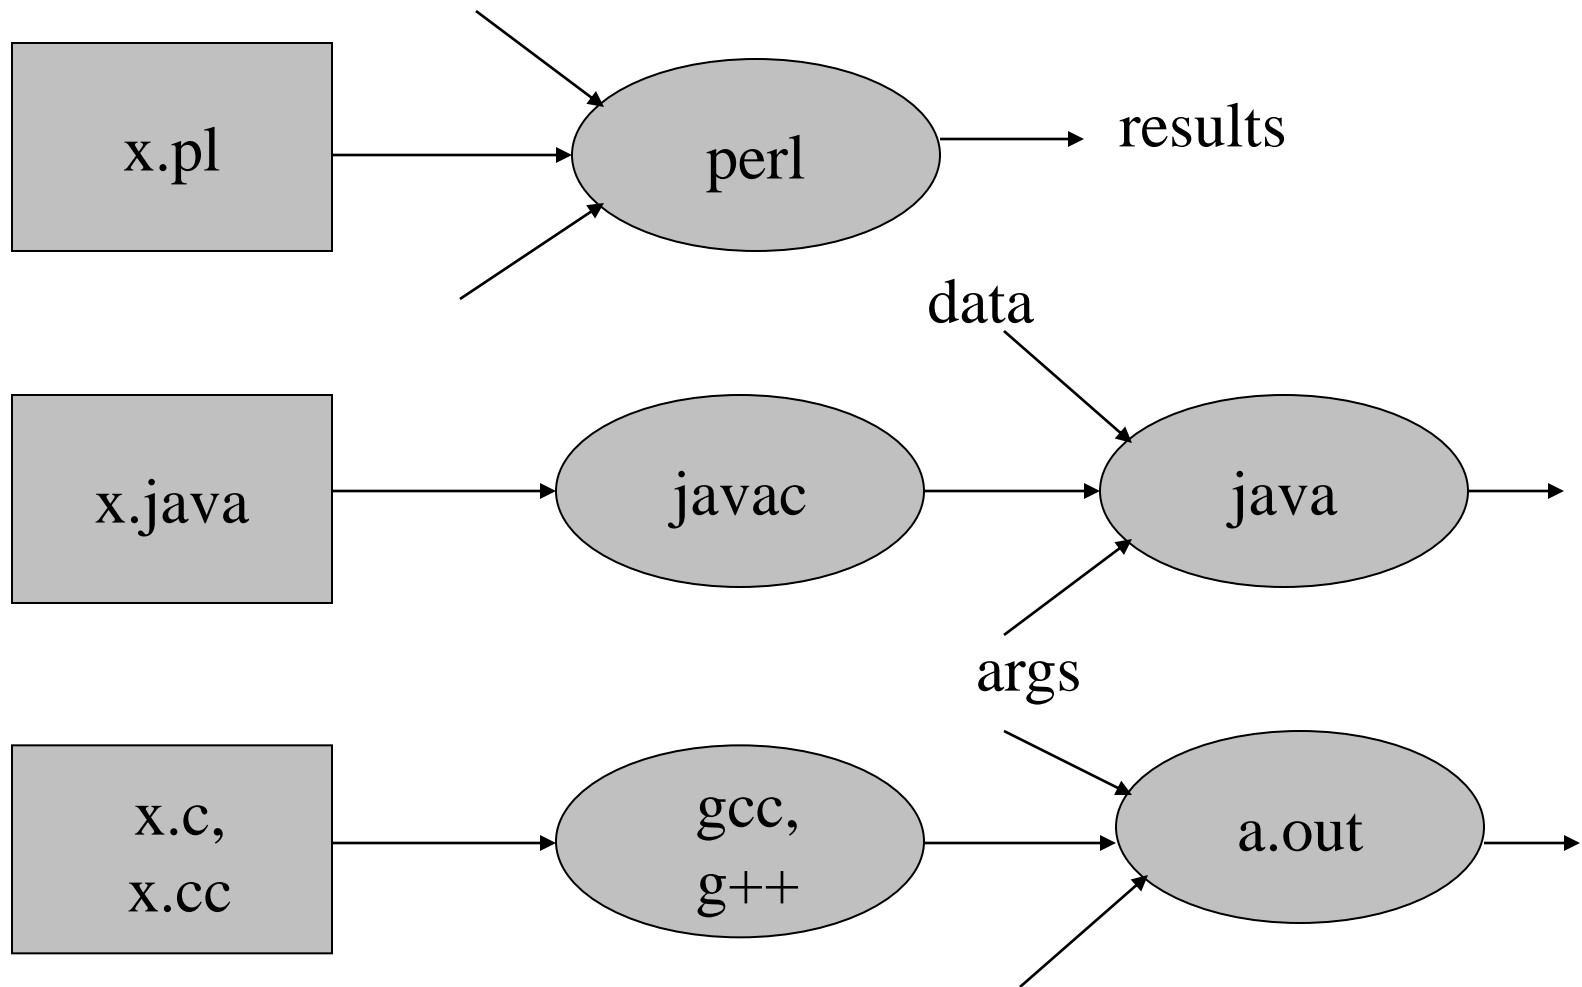 x.pl
perl
results
data
x.java
javac
java
args
x.c,
x.cc
gcc,
g++
a.out